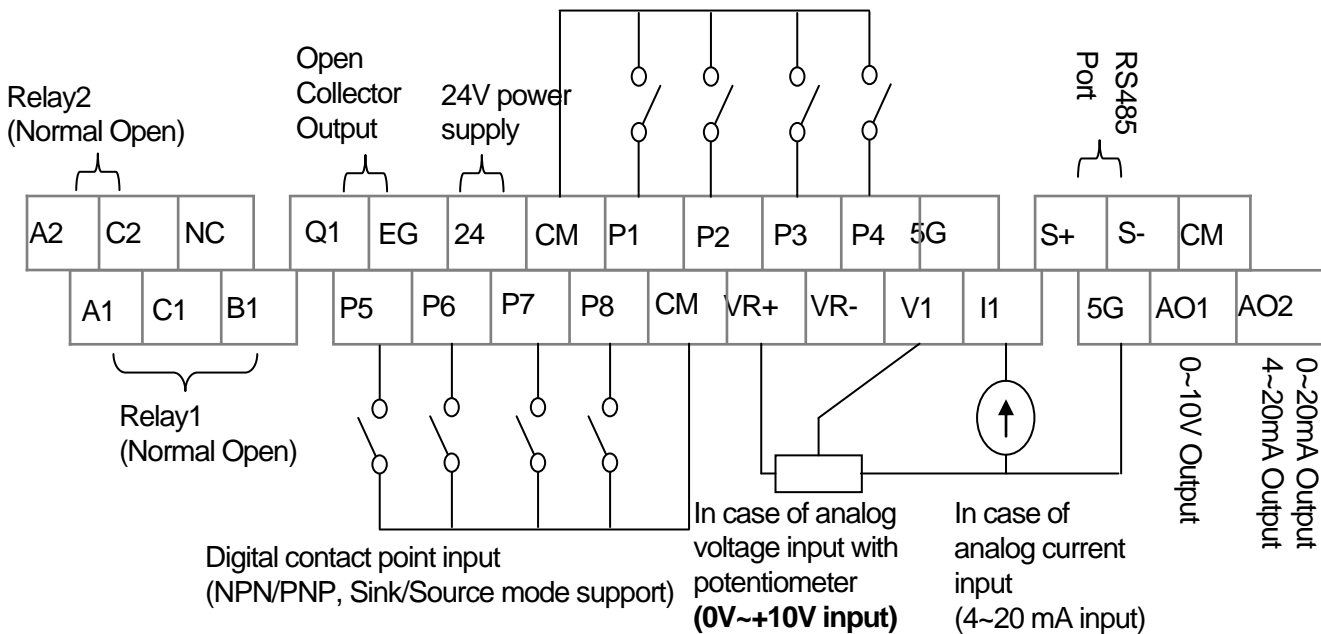 Open
Collector
Output
24V power
supply
Relay2
(Normal Open)
RS485
Port
A2 C2 NC Q1 EG 24 CM P1 P2 P3 P4 5G S+ S- CM
A1 C1 B1 P5 P6 P7 P8 CM VR+ VR- V1 I1 5G AO1 AO2
Relay1
(Normal Open)
Digital contact point input
(NPN/PNP, Sink/Source mode support)
In case of analog
voltage input with
potentiometer
(0V~+10V input)
In case of
analog current
input
(4~20 mA input)
0~10V Output
0~20mA Output
4~20mA Output